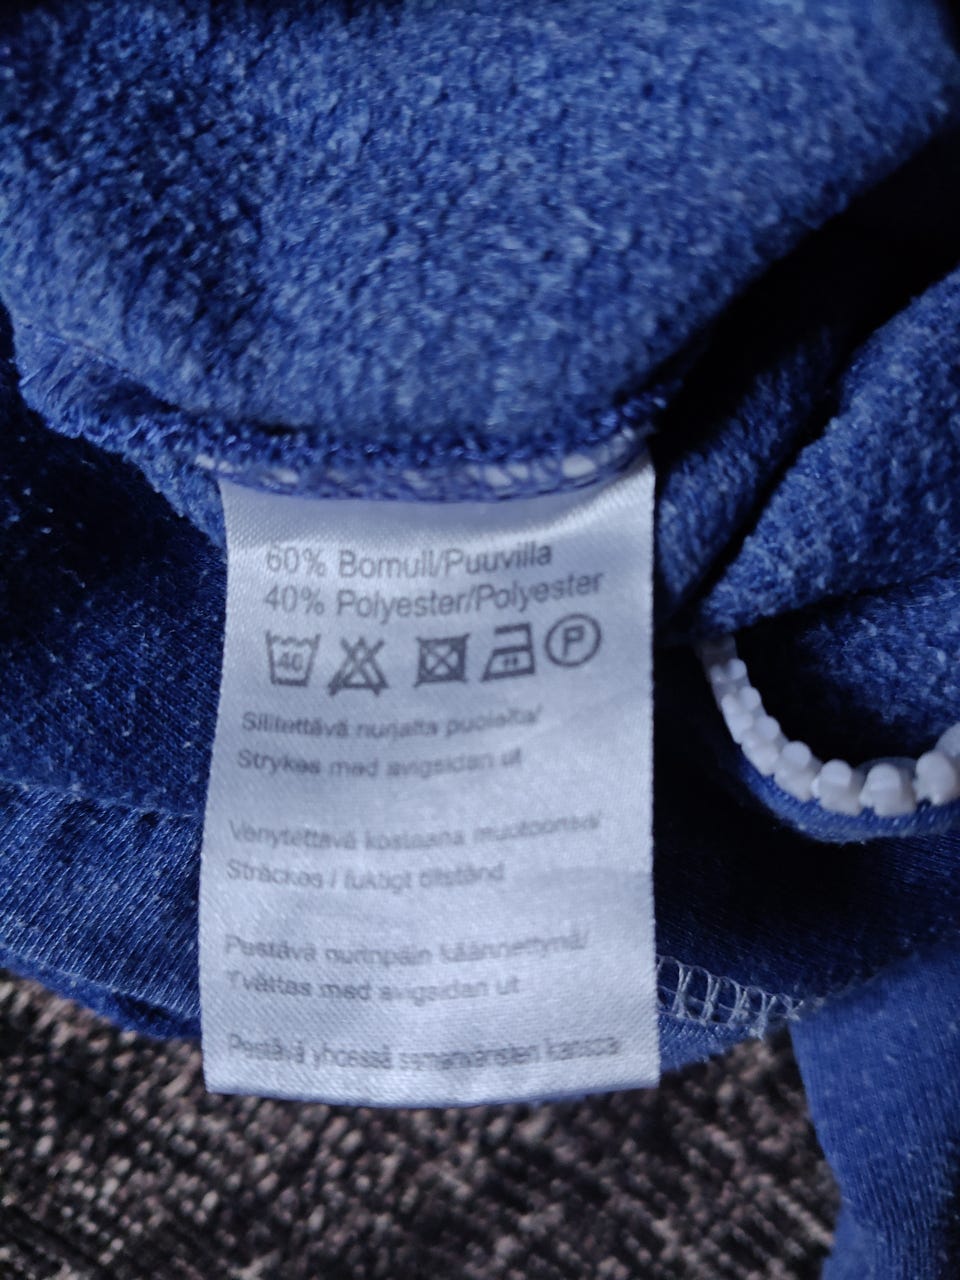 60% Bomull/Puuvilla
40% Polyester/Polyester
40 P
Silitettävä nurjalta puolelta/
Strykes med avigsidan ut
Venytettävä kosteana muotoonsa/
Sträckes i fuktigt tillstånd
Pestävä nurinpäin käännettynä/
Tvättas med avigsidan ut
Pestävä yhdessä samanväristen kanssa